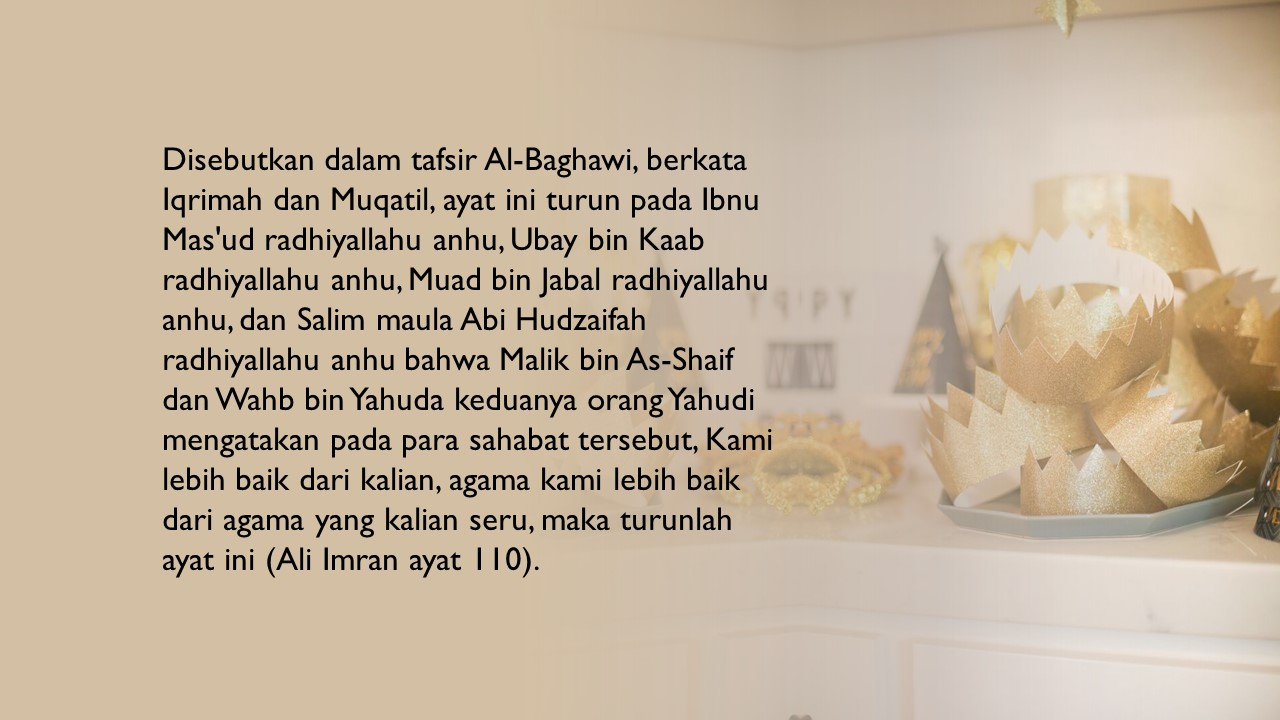 Disebutkan dalam tafsir Al-Baghawi, berkata
Iqrimah dan Muqatil, ayat ini turun pada Ibnu
Mas'ud radhiyallahu anhu, Ubay bin Kaab
radhiyallahu anhu, Muad bin Jabal radhiyallahu
anhu, dan Salim maula Abi Hudzaifah
radhiyallahu anhu bahwa Malik bin As-Shaif
dan Wahb bin Yahuda keduanya orang Yahudi
mengatakan pada para sahabat tersebut, Kami
lebih baik dari kalian, agama kami lebih baik
dari agama yang kalian seru, maka turunlah
ayat ini (Ali Imran ayat 110).